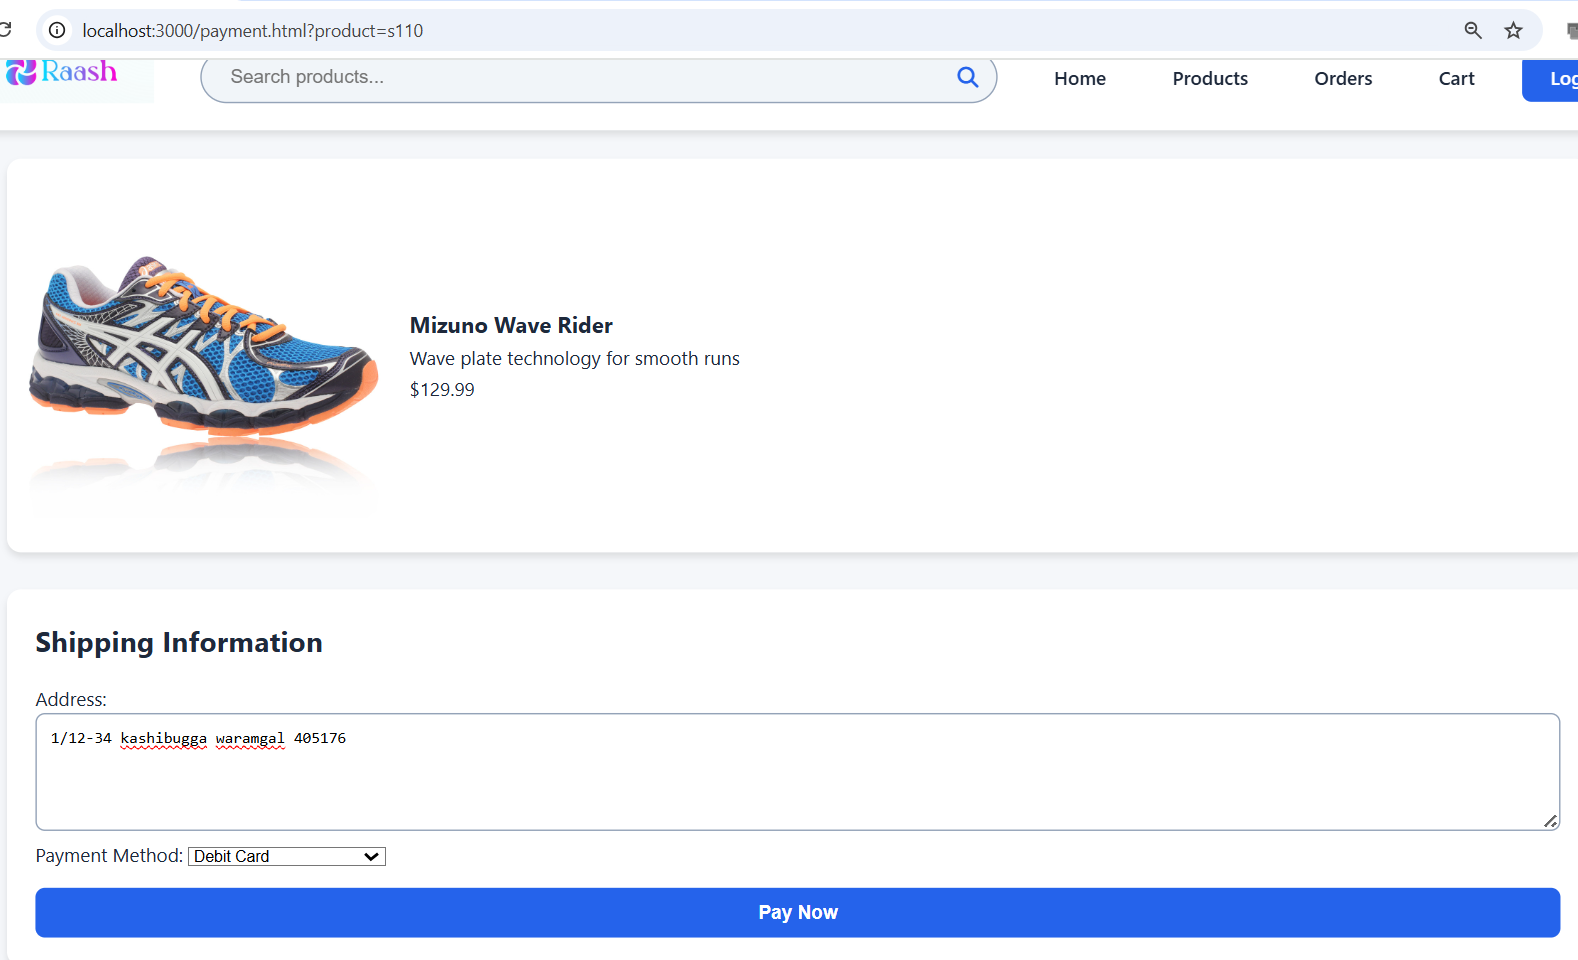 localhost:3000/payment.html?product=s110
Raash
Search products...
Home
Products
Orders
Cart
Log
Mizuno Wave Rider
Wave plate technology for smooth runs
$129.99
Shipping Information
Address:
1/12-34 kashibugga waramgal 405176
Payment Method: Debit Card
Pay Now